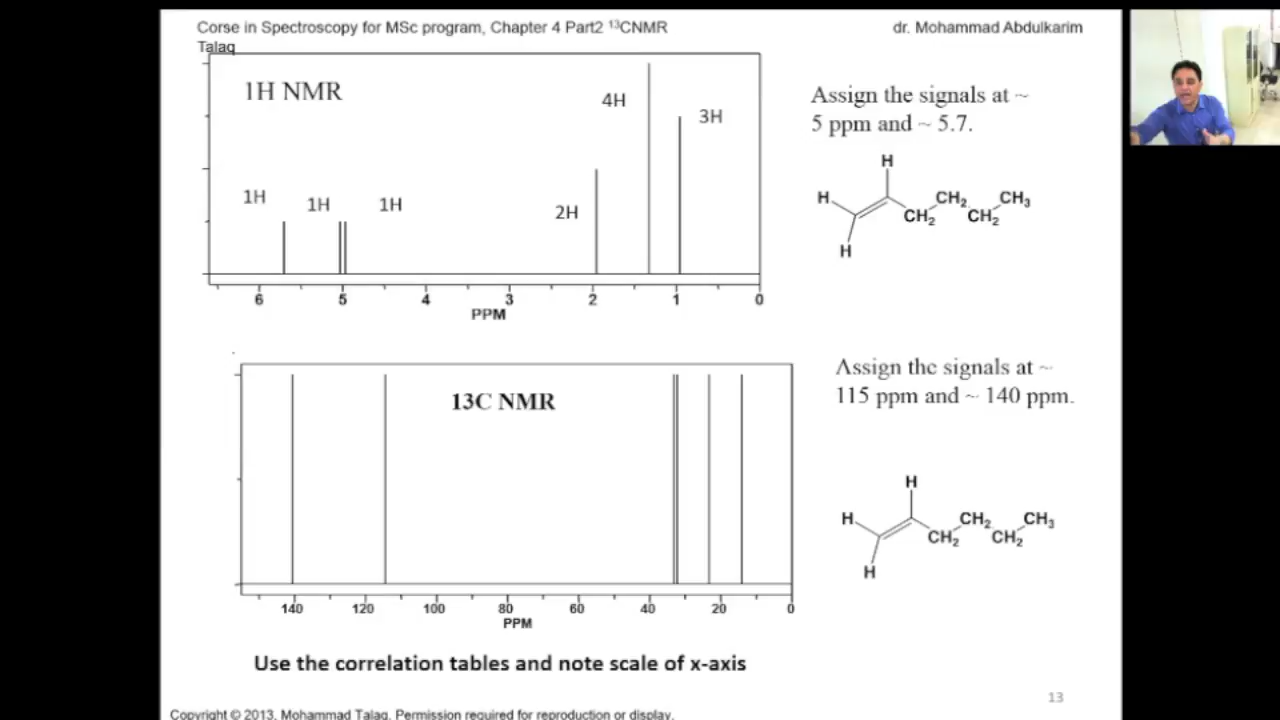 Corse in Spectroscopy for MSc program, Chapter 4 Part2 ¹³CNMR dr. Mohammad Abdulkarim
Talaq
1H NMR
4H
3H
1H
1H
1H
2H
6 5 4 3 2 1 0
PPM
Assign the signals at ~
5 ppm and ~ 5.7.
H
H CH₂ CH₃
CH₂ CH₂
H
13C NMR
140 120 100 80 60 40 20 0
PPM
Assign the signals at ~
115 ppm and ~ 140 ppm.
H
H CH₂ CH₃
CH₂ CH₂
H
Use the correlation tables and note scale of x-axis
13
Copyright © 2013, Mohammad Talaq. Permission required for reproduction or display.